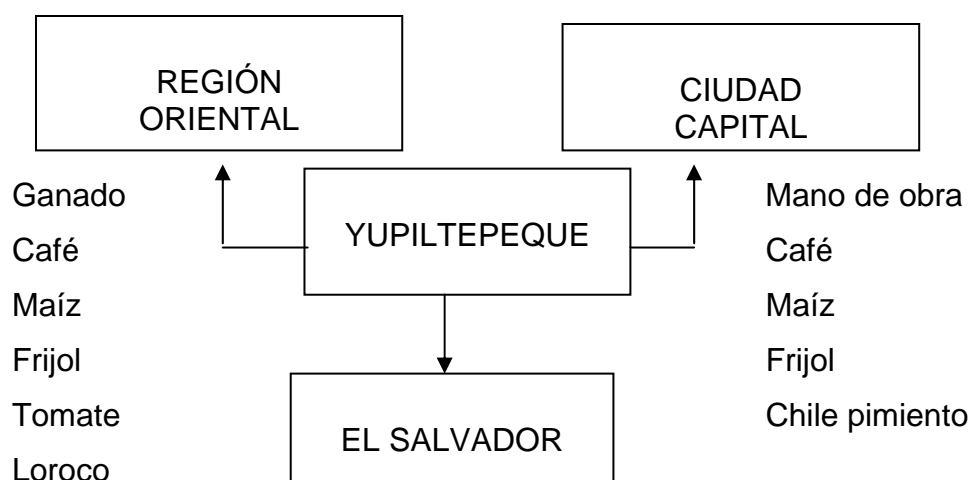 REGIÓN
ORIENTAL
CIUDAD
CAPITAL
YUPILTEPEQUE
EL SALVADOR
Ganado
Café
Maíz
Frijol
Tomate
Loroco
Mano de obra
Café
Maíz
Frijol
Chile pimiento